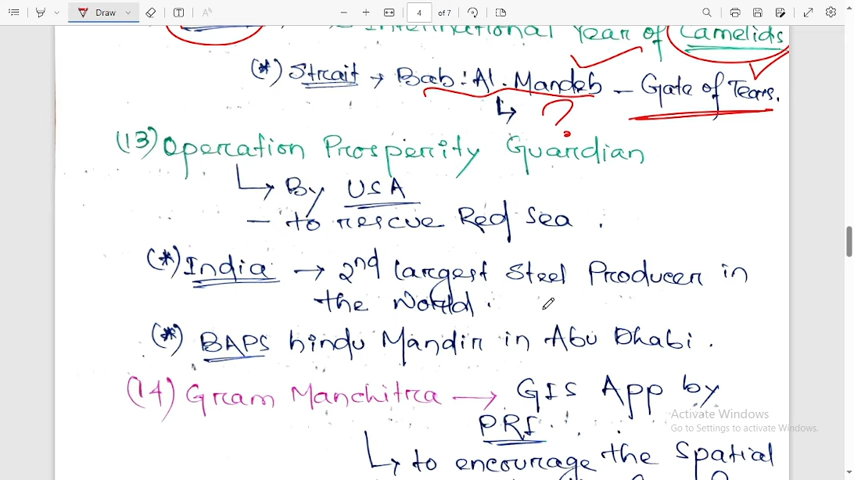 Draw
4 of 7
International Year of Camelids
(*) Strait → Bab-Al-Mandeb – Gate of Tears.
?
(13) Operation Prosperity Guardian
By USA
– to rescue Red Sea.
(*) India → 2nd largest Steel Producer in
the World.
(*) BAPS hindu Mandir in Abu Dhabi.
(14) Gram Manchitra → GIS App by
PRI
to encourage the Spatial
Activate Windows
Go to Settings to activate Windows.